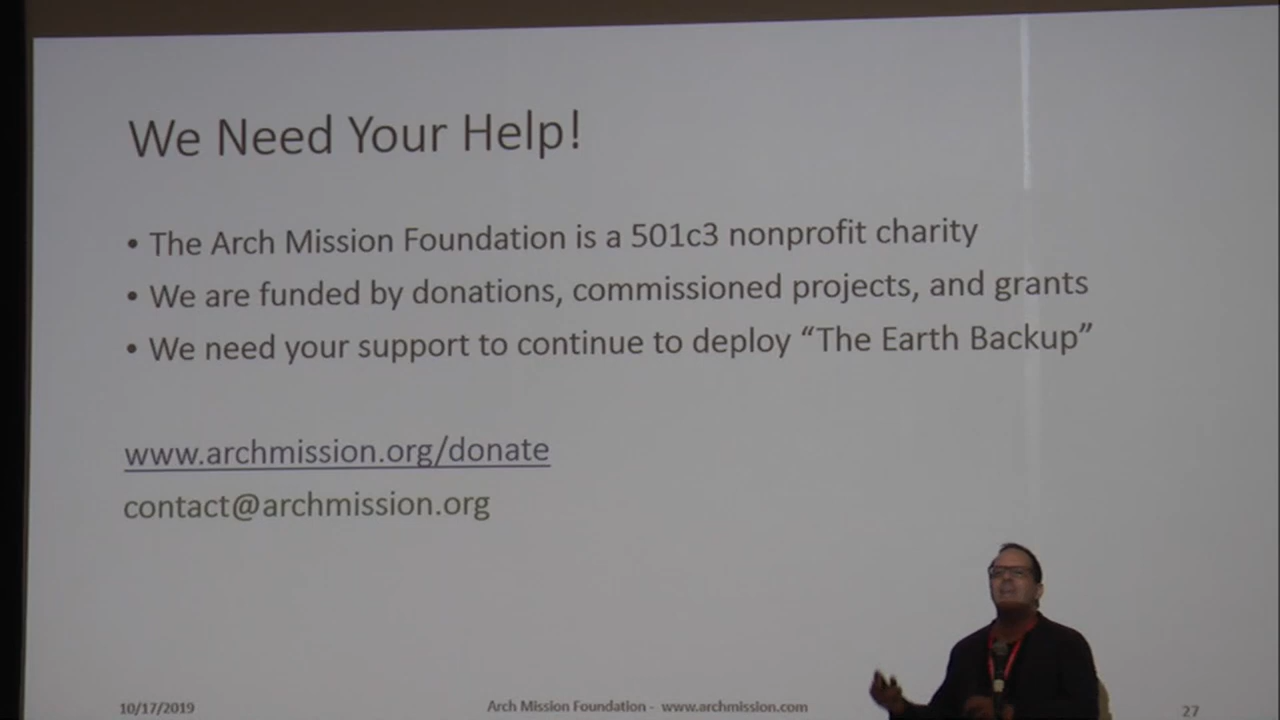 We Need Your Help!
• The Arch Mission Foundation is a 501c3 nonprofit charity
• We are funded by donations, commissioned projects, and grants
• We need your support to continue to deploy “The Earth Backup”
www.archmission.org/donate
contact@archmission.org
10/17/2019
Arch Mission Foundation - www.archmission.com
27